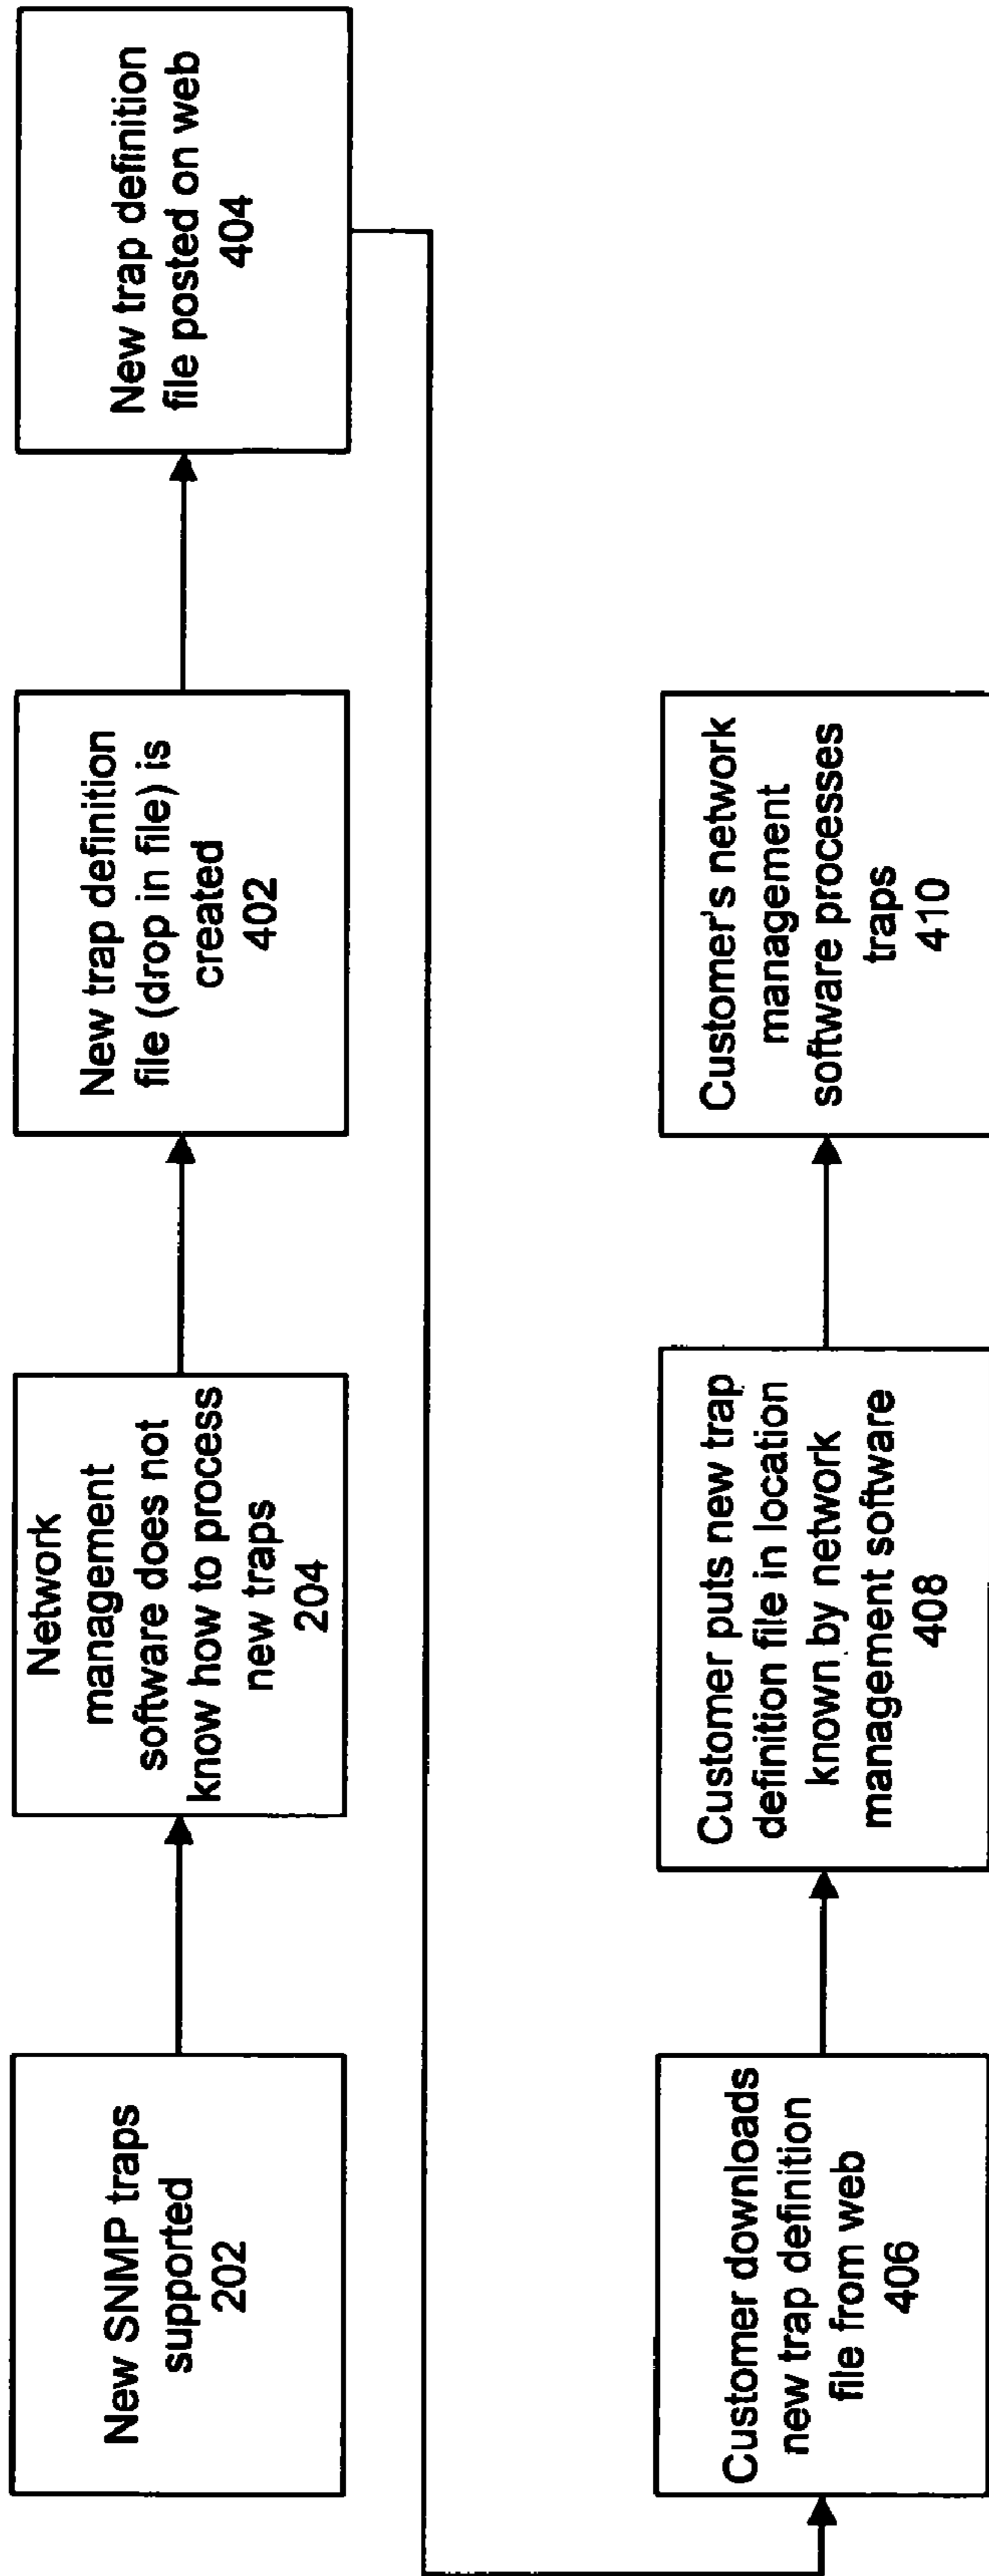 New SNMP traps
supported
202
Network
management
software does not
know how to process
new traps
204
New trap definition
file (drop in file) is
created
402
New trap definition
file posted on web
404
Customer downloads
new trap definition
file from web
406
Customer puts new trap
definition file in location
known by network
management software
408
Customer's network
management
software processes
traps
410